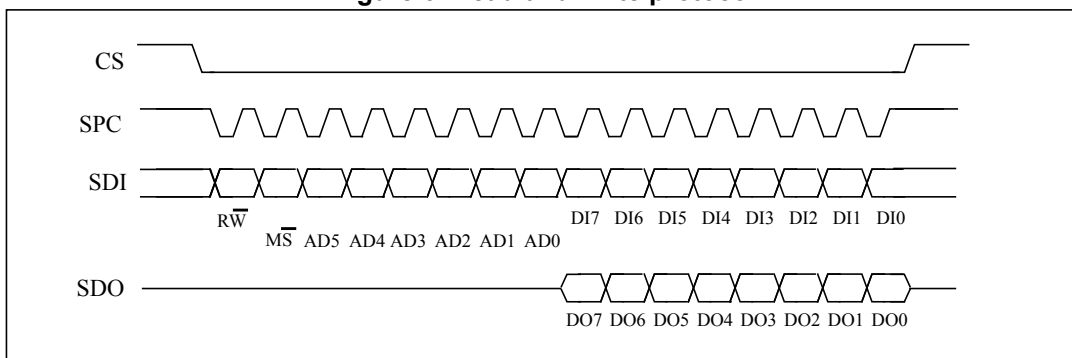 CS
SPC
SDI
RW̅ DI7 DI6 DI5 DI4 DI3 DI2 DI1 DI0
MS̅ AD5 AD4 AD3 AD2 AD1 AD0
SDO
DO7 DO6 DO5 DO4 DO3 DO2 DO1 DO0